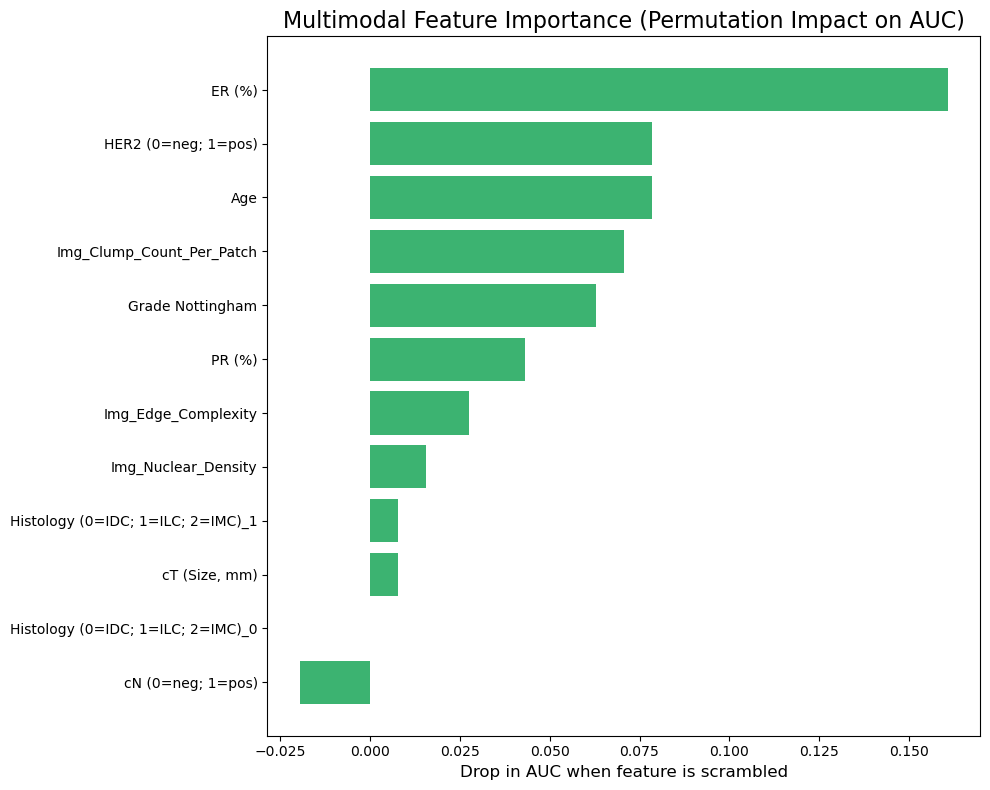 Multimodal Feature Importance (Permutation Impact on AUC)
ER (%)
HER2 (0=neg; 1=pos)
Age
Img_Clump_Count_Per_Patch
Grade Nottingham
PR (%)
Img_Edge_Complexity
Img_Nuclear_Density
Histology (0=IDC; 1=ILC; 2=IMC)_1
cT (Size, mm)
Histology (0=IDC; 1=ILC; 2=IMC)_0
cN (0=neg; 1=pos)
−0.025 0.000 0.025 0.050 0.075 0.100 0.125 0.150
Drop in AUC when feature is scrambled